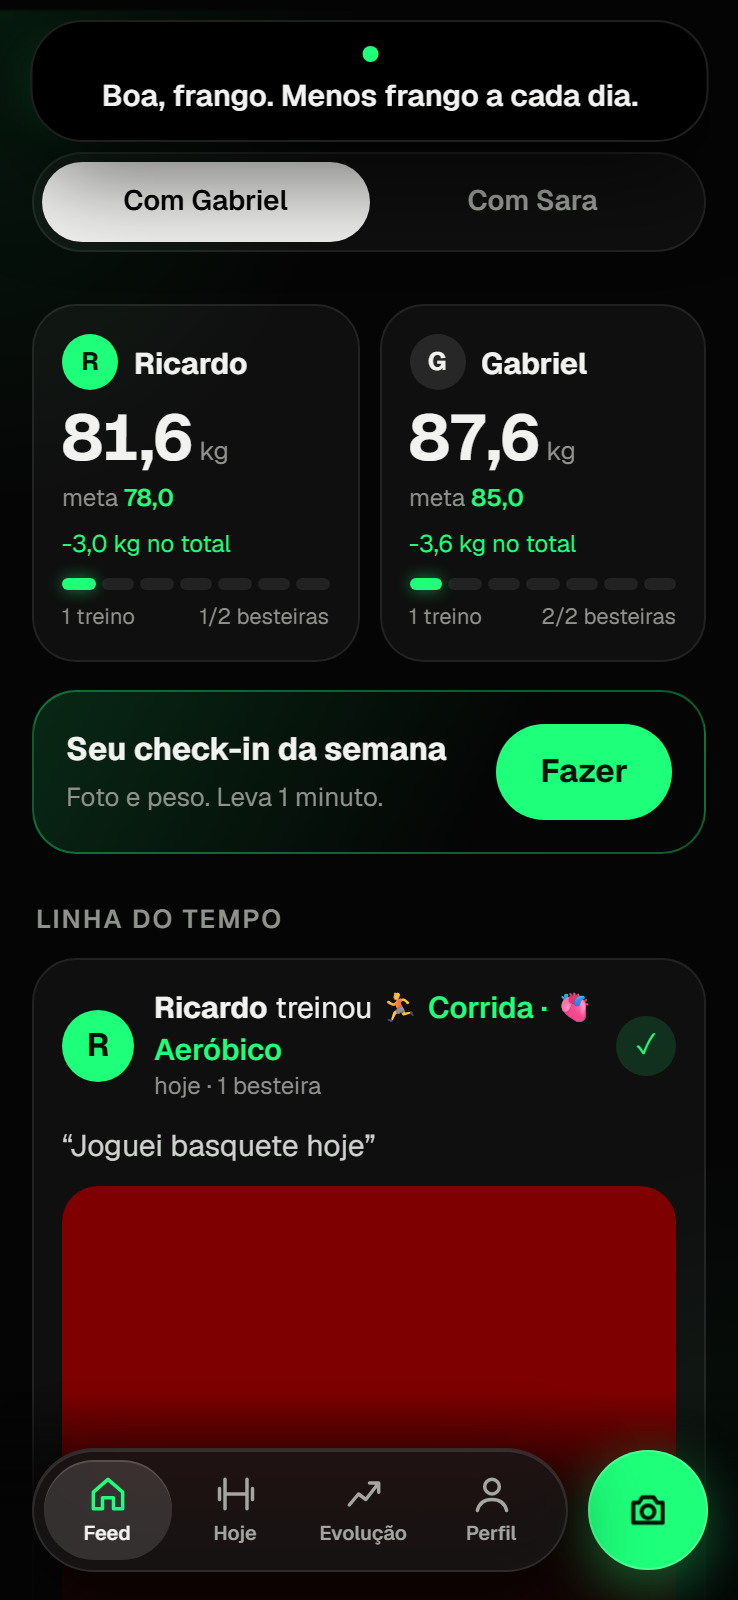 Boa, frango. Menos frango a cada dia.
Com Gabriel
Com Sara
R
Ricardo
81,6 kg
meta 78,0
-3,0 kg no total
1 treino
1/2 besteiras
G
Gabriel
87,6 kg
meta 85,0
-3,6 kg no total
1 treino
2/2 besteiras
Seu check-in da semana
Foto e peso. Leva 1 minuto.
Fazer
LINHA DO TEMPO
R
Ricardo treinou 🏃 Corrida · 🫀
Aeróbico
hoje · 1 besteira
✓
“Joguei basquete hoje”
Feed
Hoje
Evolução
Perfil